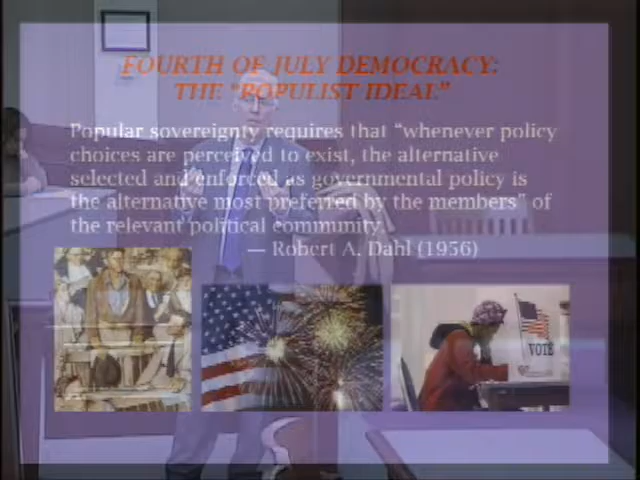 FOURTH OF JULY DEMOCRACY:
THE "POPULIST IDEAL"
Popular sovereignty requires that “whenever policy
choices are perceived to exist, the alternative
selected and enforced as governmental policy is
the alternative most preferred by the members” of
the relevant political community.
— Robert A. Dahl (1956)
VOTE